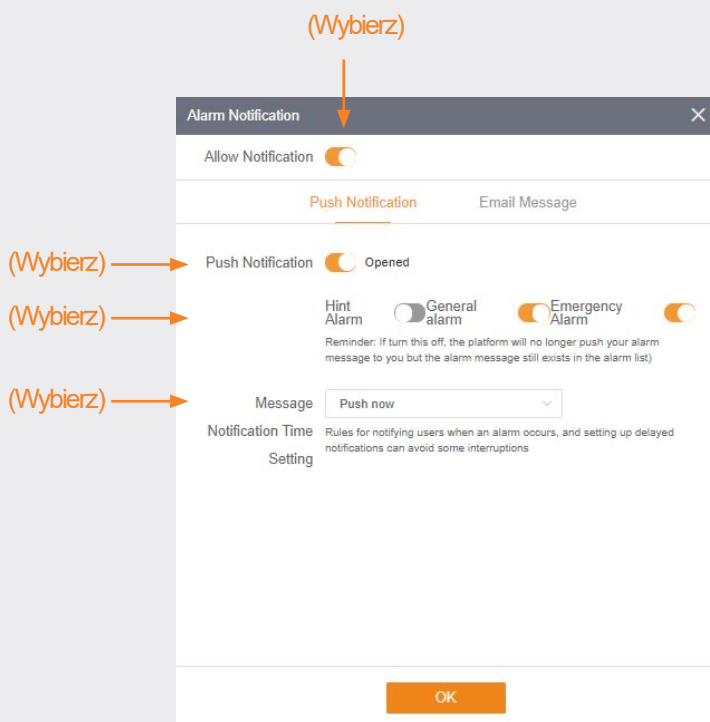 (Wybierz)
Alarm Notification
Allow Notification
Push Notification Email Message
(Wybierz) Push Notification Opened
(Wybierz) Hint Alarm General alarm Emergency Alarm
Reminder: If turn this off, the platform will no longer push your alarm
message to you but the alarm message still exists in the alarm list)
(Wybierz) Message Push now
Notification Time Rules for notifying users when an alarm occurs, and setting up delayed
Setting notifications can avoid some interruptions
OK